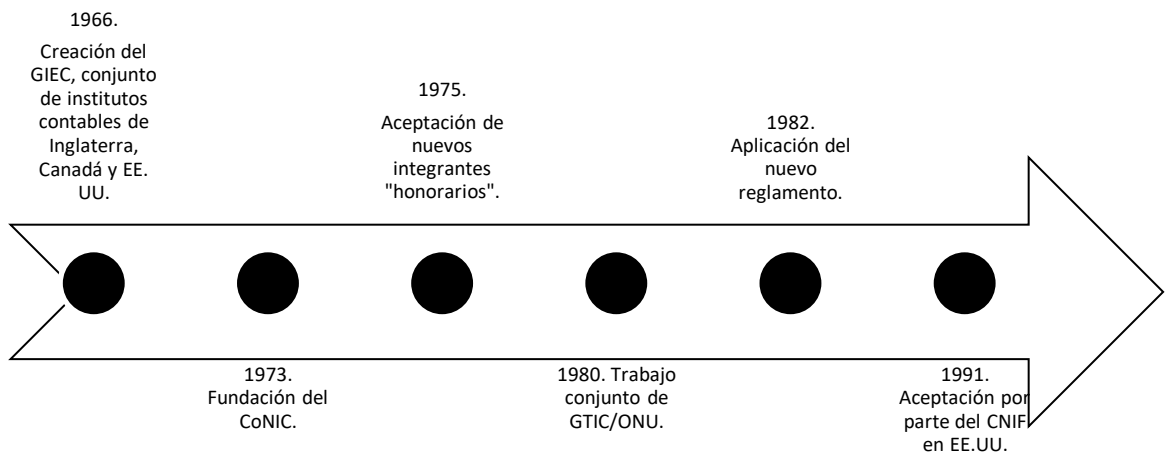 1966.
Creación del
GIEC, conjunto
de institutos
contables de
Inglaterra,
Canadá y EE.
UU.
1973.
Fundación del
CoNIC.
1975.
Aceptación de
nuevos
integrantes
"honorarios".
1980. Trabajo
conjunto de
GTIC/ONU.
1982.
Aplicación del
nuevo
reglamento.
1991.
Aceptación por
parte del CNIF
en EE.UU.